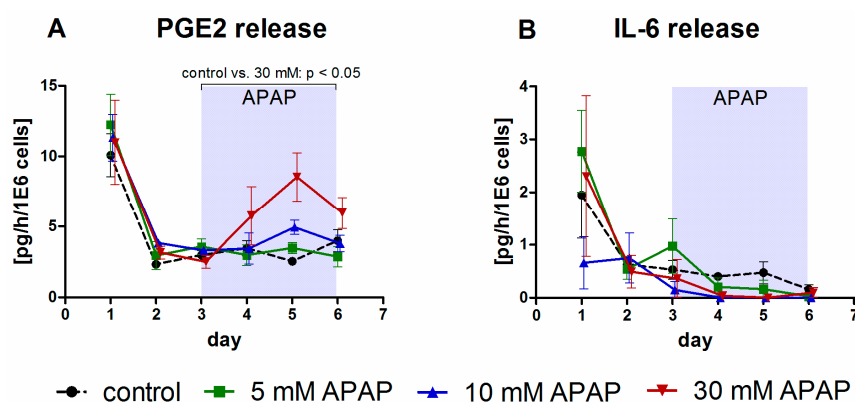 A PGE2 release
control vs. 30 mM: p < 0.05
APAP
15
10
5
0
[pg/h/1E6 cells]
0 1 2 3 4 5 6 7
day
B IL-6 release
APAP
4
3
2
1
0
[pg/h/1E6 cells]
0 1 2 3 4 5 6 7
day
control 5 mM APAP 10 mM APAP 30 mM APAP